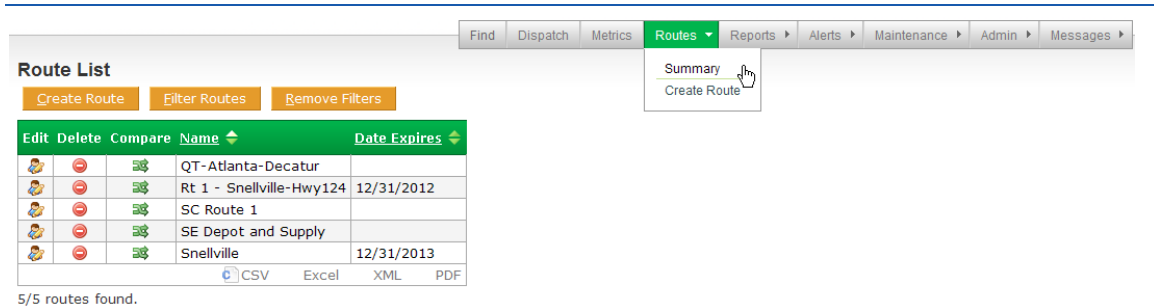 Find Dispatch Metrics Routes Reports Alerts Maintenance Admin Messages
Summary
Create Route
Route List
Create Route Filter Routes Remove Filters
Edit Delete Compare Name Date Expires
QT-Atlanta-Decatur
Rt 1 - Snellville-Hwy124 12/31/2012
SC Route 1
SE Depot and Supply
Snellville 12/31/2013
CSV Excel XML PDF
5/5 routes found.